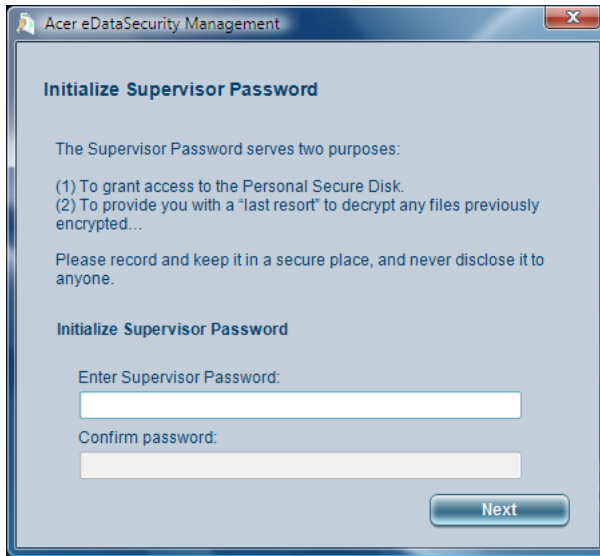 Acer eDataSecurity Management
Initialize Supervisor Password
The Supervisor Password serves two purposes:
(1) To grant access to the Personal Secure Disk.
(2) To provide you with a “last resort” to decrypt any files previously
encrypted...
Please record and keep it in a secure place, and never disclose it to
anyone.
Initialize Supervisor Password
Enter Supervisor Password:
Confirm password:
Next